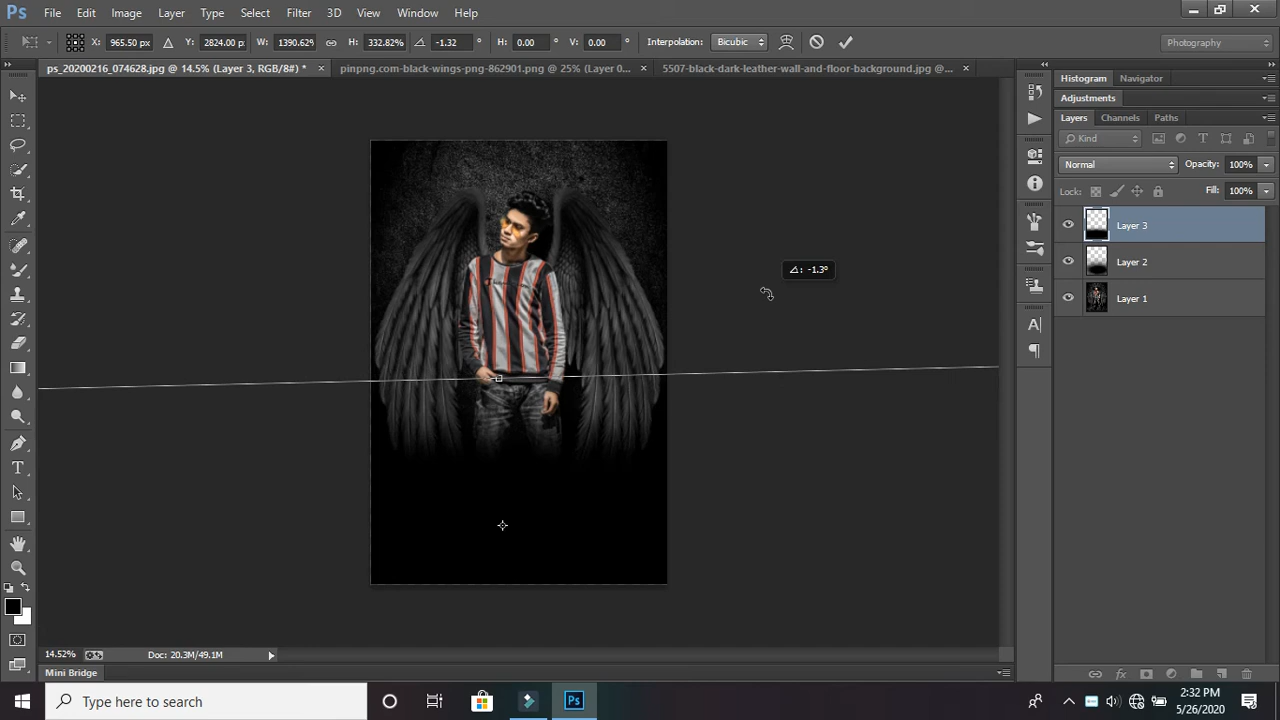 Ps File Edit Image Layer Type Select Filter 3D View Window Help
X: 965.50 px Y: 2824.00 px W: 1390.62% H: 332.82% -1.32 ° H: 0.00 ° V: 0.00 ° Interpolation: Bicubic Photography
ps_20200216_074628.jpg @ 14.5% (Layer 3, RGB/8#) * × pinpng.com-black-wings-png-862901.png @ 25% (Layer 0... × 5507-black-dark-leather-wall-and-floor-background.jpg @... ×
Histogram Navigator
Adjustments
Layers Channels Paths
Kind
Normal Opacity: 100%
Lock: Fill: 100%
Layer 3
Layer 2
Layer 1
-1.3°
14.52% Doc: 20.3M/49.1M
Mini Bridge
Type here to search
Ps
2:32 PM
5/26/2020